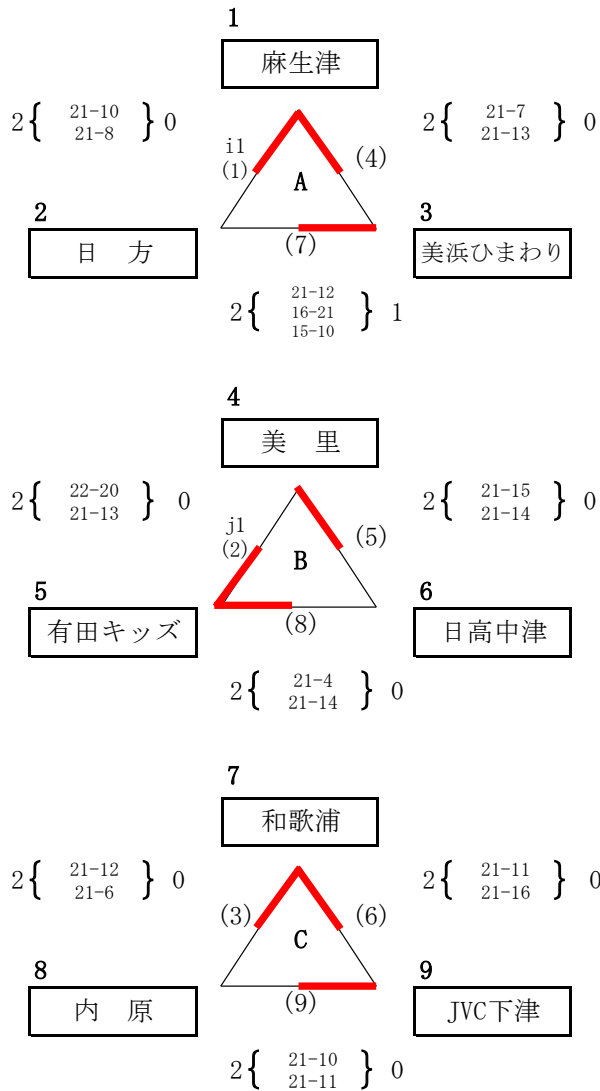 1
麻生津
2{ 21-10 21-8 }0
2{ 21-7 21-13 } 0
i1
(1)
(4)
A
2
3
日　方
(7)
美浜ひまわり
2{ 21-12 16-21 15-10 } 1
4
美　里
2{ 22-20 21-13 } 0
2{ 21-15 21-14 } 0
j1
(2)
(5)
B
5
6
有田キッズ
(8)
日高中津
2{ 21-4 21-14 } 0
7
和歌浦
2{ 21-12 21-6 } 0
2{ 21-11 21-16 } 0
(3)
(6)
C
8
9
内　原
(9)
JVC下津
2{ 21-10 21-11 } 0